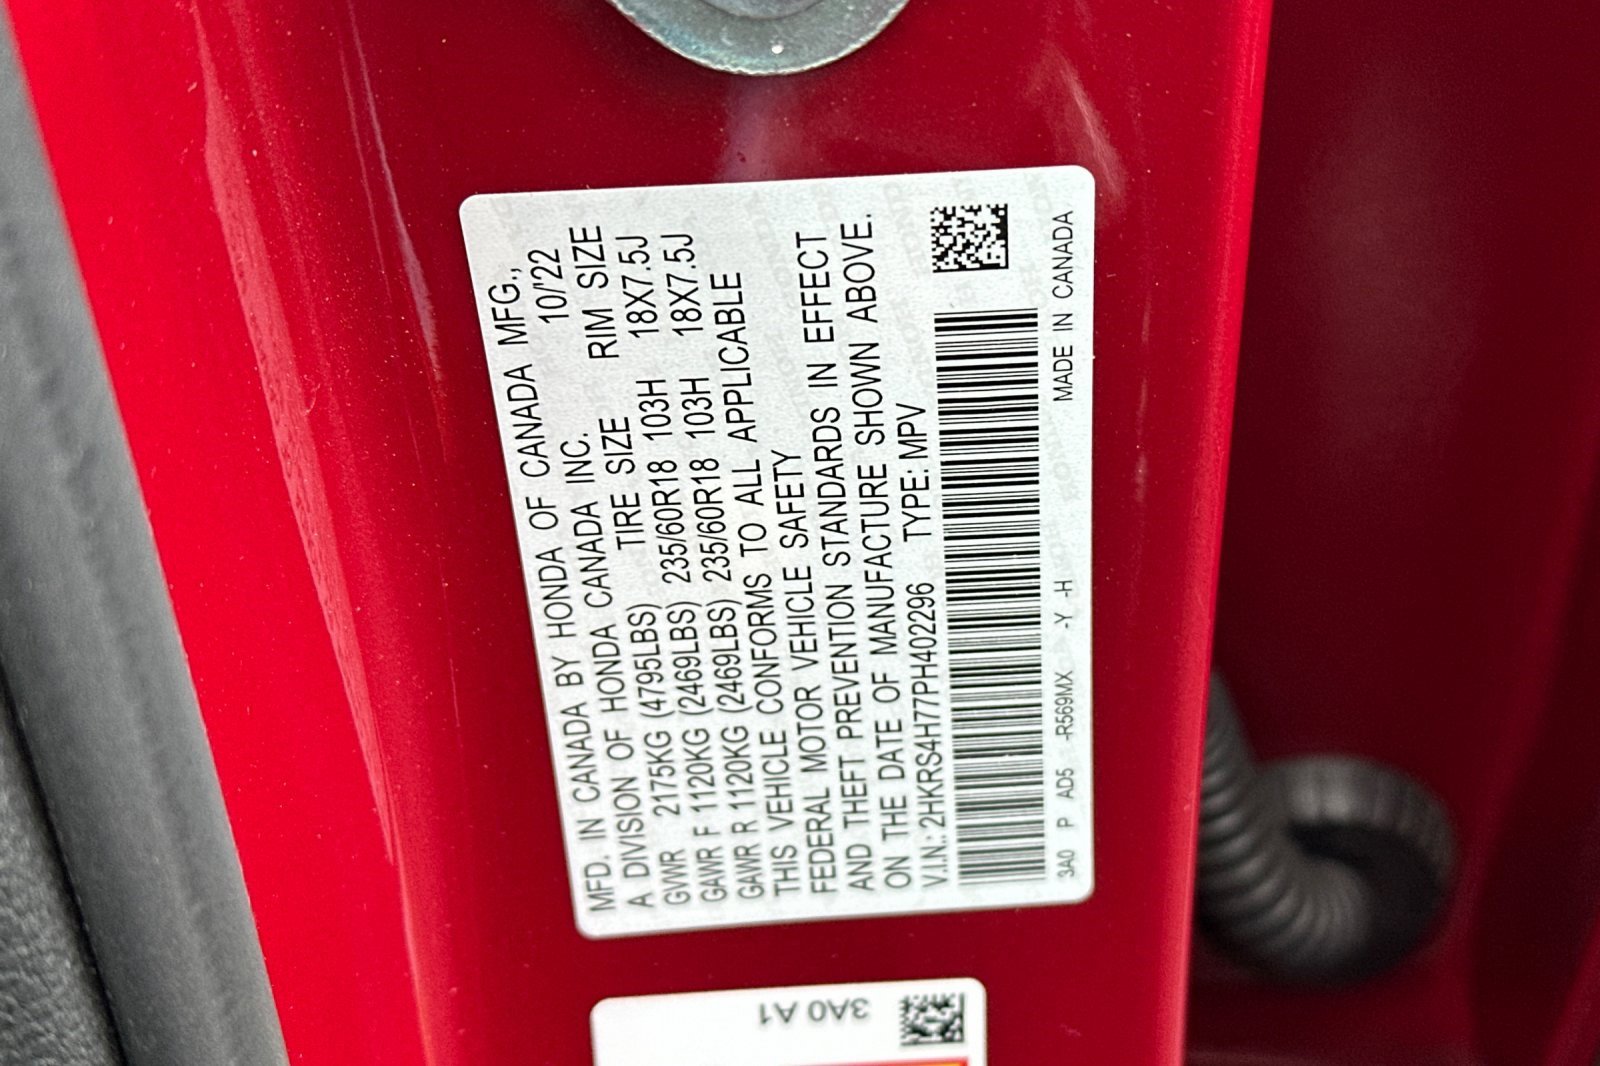 MFD. IN CANADA BY HONDA OF CANADA MFG.,
A DIVISION OF HONDA CANADA INC. 10/'22
GVWR 2175KG (4795LBS) TIRE SIZE RIM SIZE
GAWR F 1120KG (2469LBS) 235/60R18 103H 18X7.5J
GAWR R 1120KG (2469LBS) 235/60R18 103H 18X7.5J
THIS VEHICLE CONFORMS TO ALL APPLICABLE
FEDERAL MOTOR VEHICLE SAFETY
AND THEFT PREVENTION STANDARDS IN EFFECT
ON THE DATE OF MANUFACTURE SHOWN ABOVE.
V.I.N.: 2HKRS4H77PH402296 TYPE: MPV
3A0 P AD5 -R569MX -Y -H MADE IN CANADA
3A0 A1